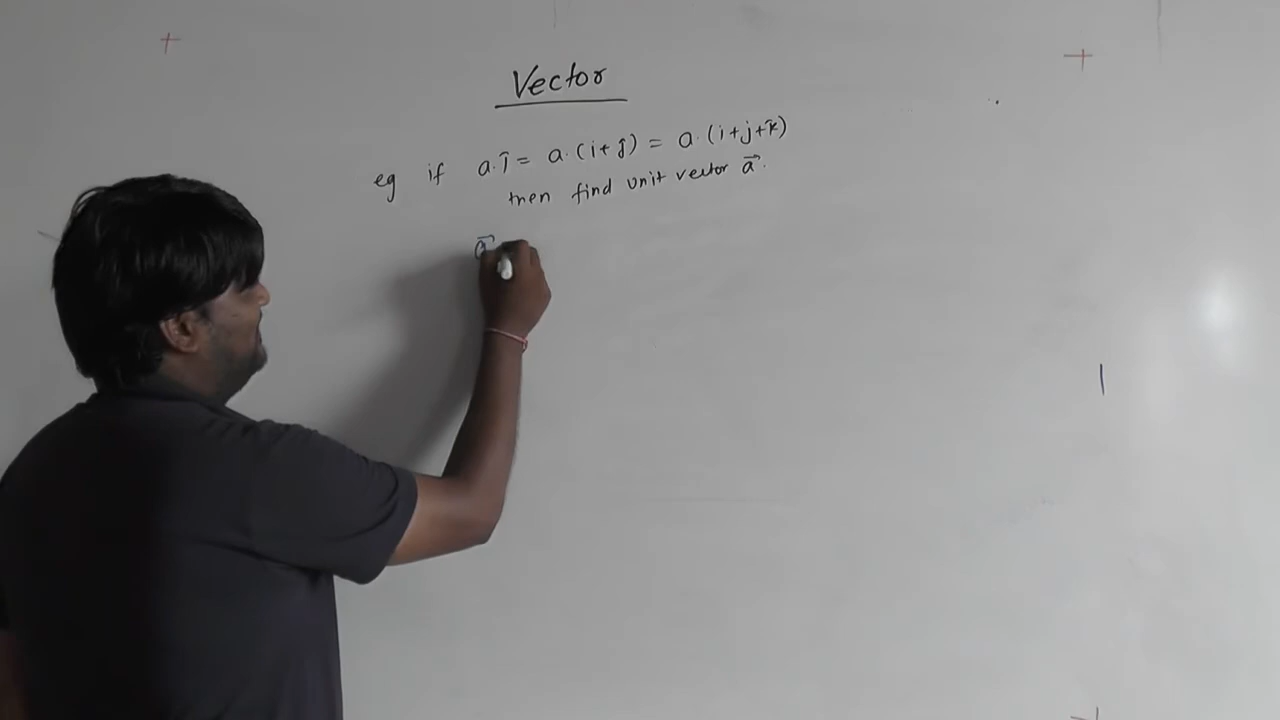 Vector
eg if a.î = a.(i+ĵ) = a.(i+j+k̂)
then find unit vector a⃗.
a⃗